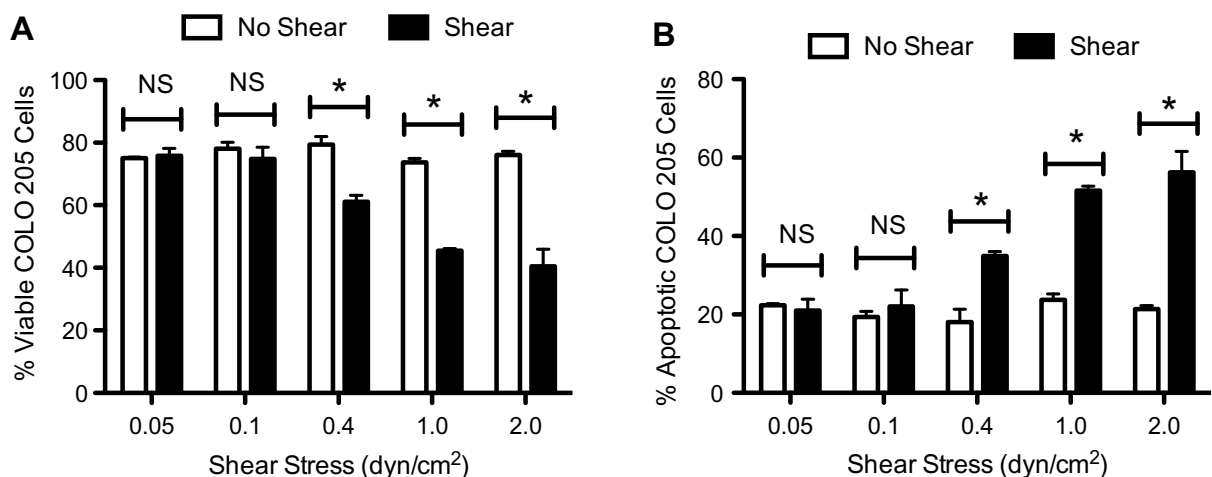 A
No Shear
Shear
% Viable COLO 205 Cells
100
80
60
40
20
0
NS
NS
*
*
*
0.05
0.1
0.4
1.0
2.0
Shear Stress (dyn/cm²)
B
No Shear
Shear
% Apoptotic COLO 205 Cells
80
60
40
20
0
NS
NS
*
*
*
0.05
0.1
0.4
1.0
2.0
Shear Stress (dyn/cm²)